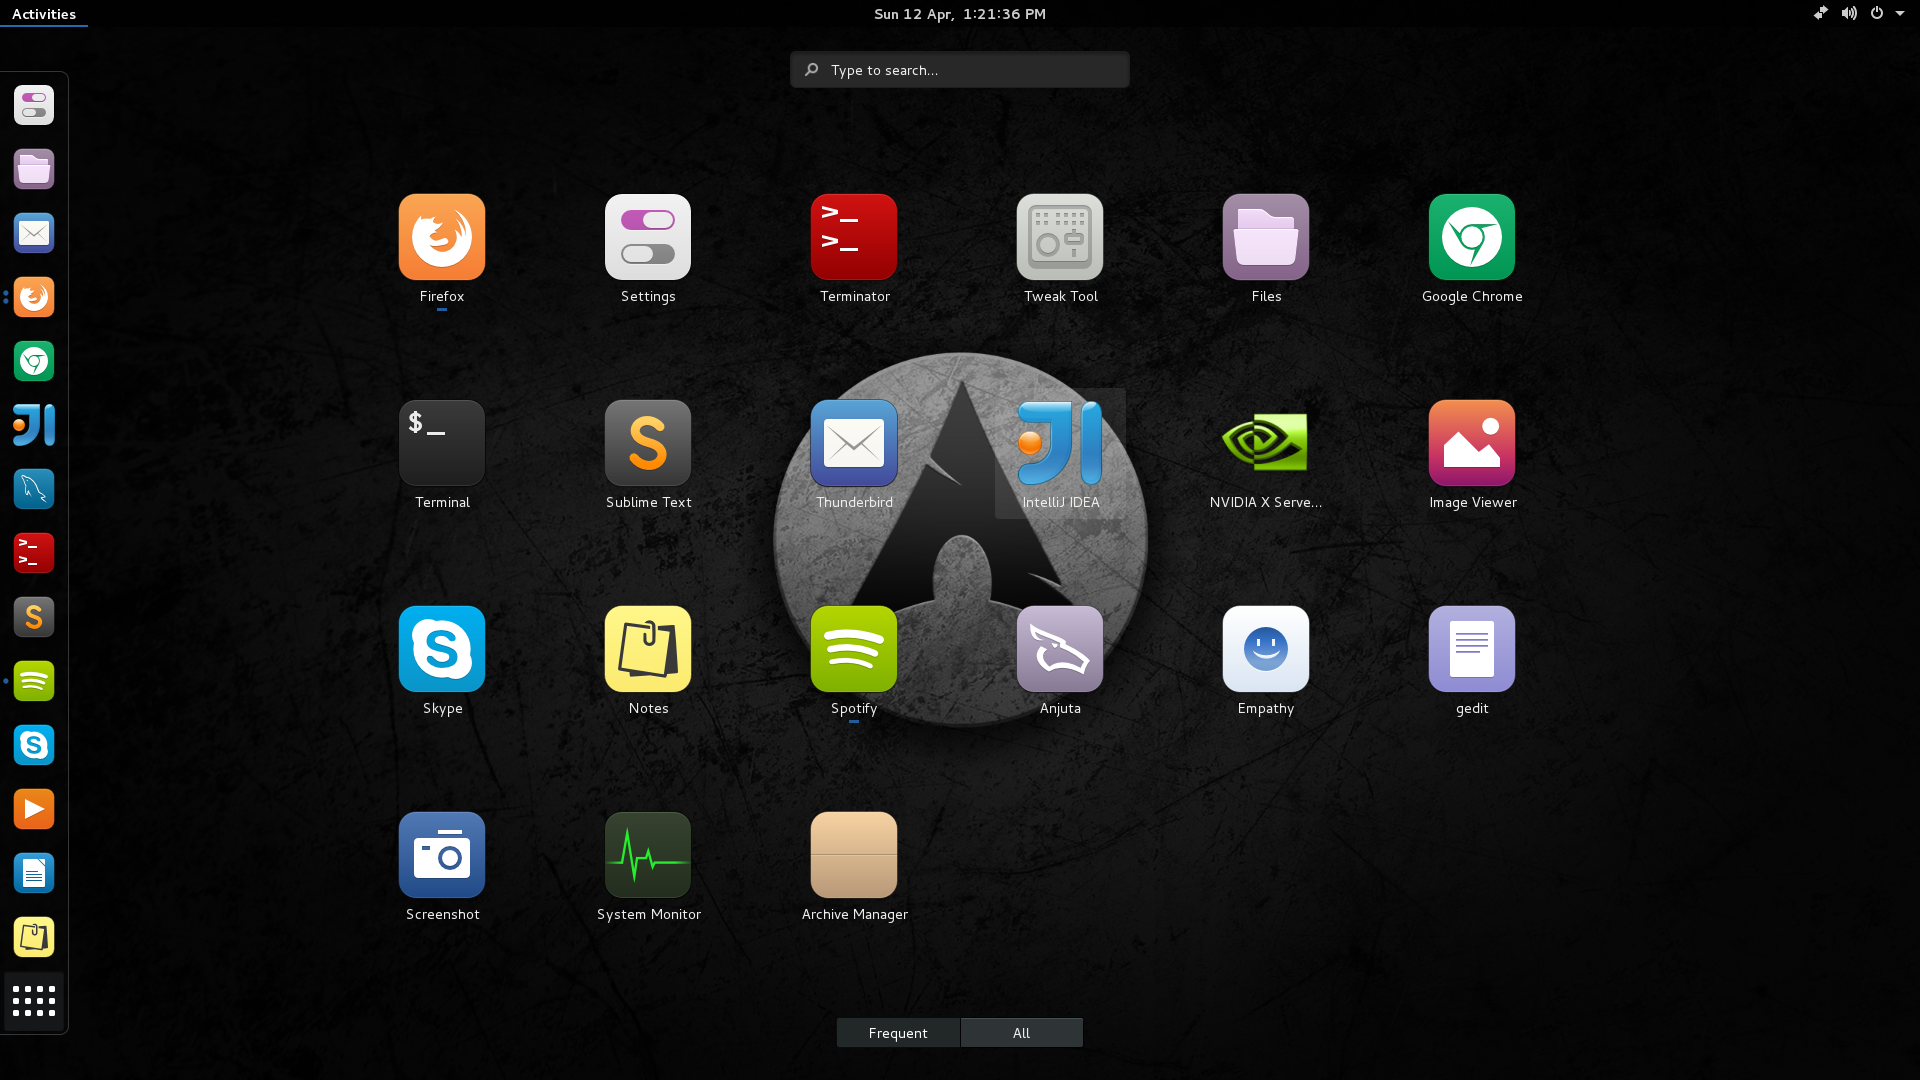 Activities
Sun 12 Apr, 1:21:36 PM
Type to search...
Firefox
Settings
Terminator
Tweak Tool
Files
Google Chrome
Terminal
Sublime Text
Thunderbird
IntelliJ IDEA
NVIDIA X Serve...
Image Viewer
Skype
Notes
Spotify
Anjuta
Empathy
gedit
Screenshot
System Monitor
Archive Manager
Frequent
All